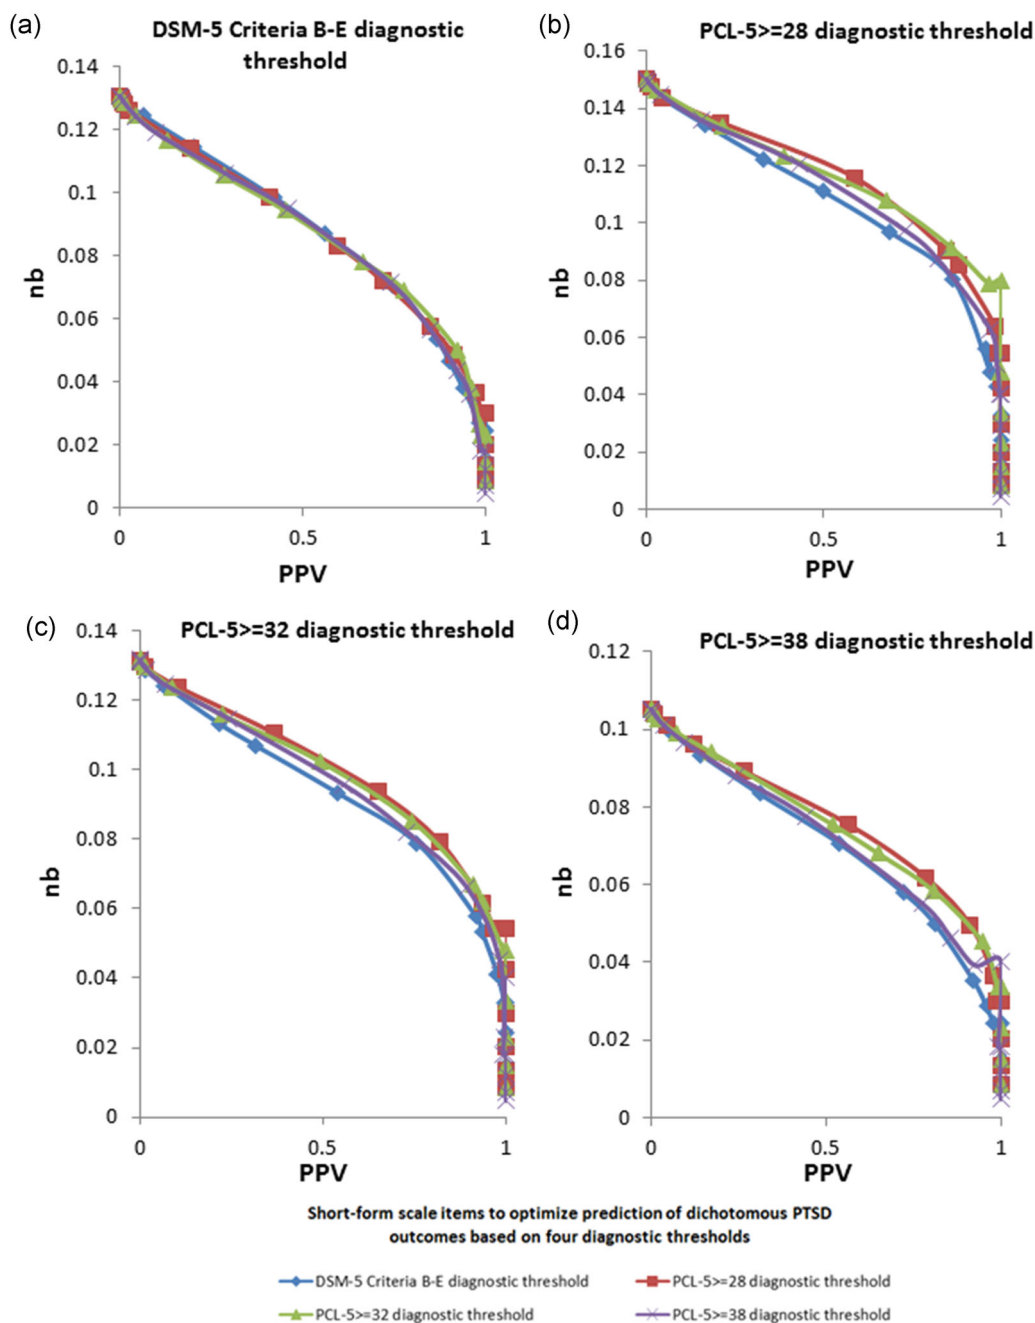 (a)
DSM-5 Criteria B-E diagnostic
threshold
0.14
0.12
0.1
0.08
0.06
0.04
0.02
0
nb
0
0.5
1
PPV
(b)
PCL-5>=28 diagnostic threshold
0.16
0.14
0.12
0.1
0.08
0.06
0.04
0.02
0
nb
0
0.5
1
PPV
(c)
PCL-5>=32 diagnostic threshold
0.14
0.12
0.1
0.08
0.06
0.04
0.02
0
nb
0
0.5
1
PPV
(d)
PCL-5>=38 diagnostic threshold
0.12
0.1
0.08
0.06
0.04
0.02
0
nb
0
0.5
1
PPV
Short-form scale items to optimize prediction of dichotomous PTSD
outcomes based on four diagnostic thresholds
DSM-5 Criteria B-E diagnostic threshold
PCL-5>=28 diagnostic threshold
PCL-5>=32 diagnostic threshold
PCL-5>=38 diagnostic threshold